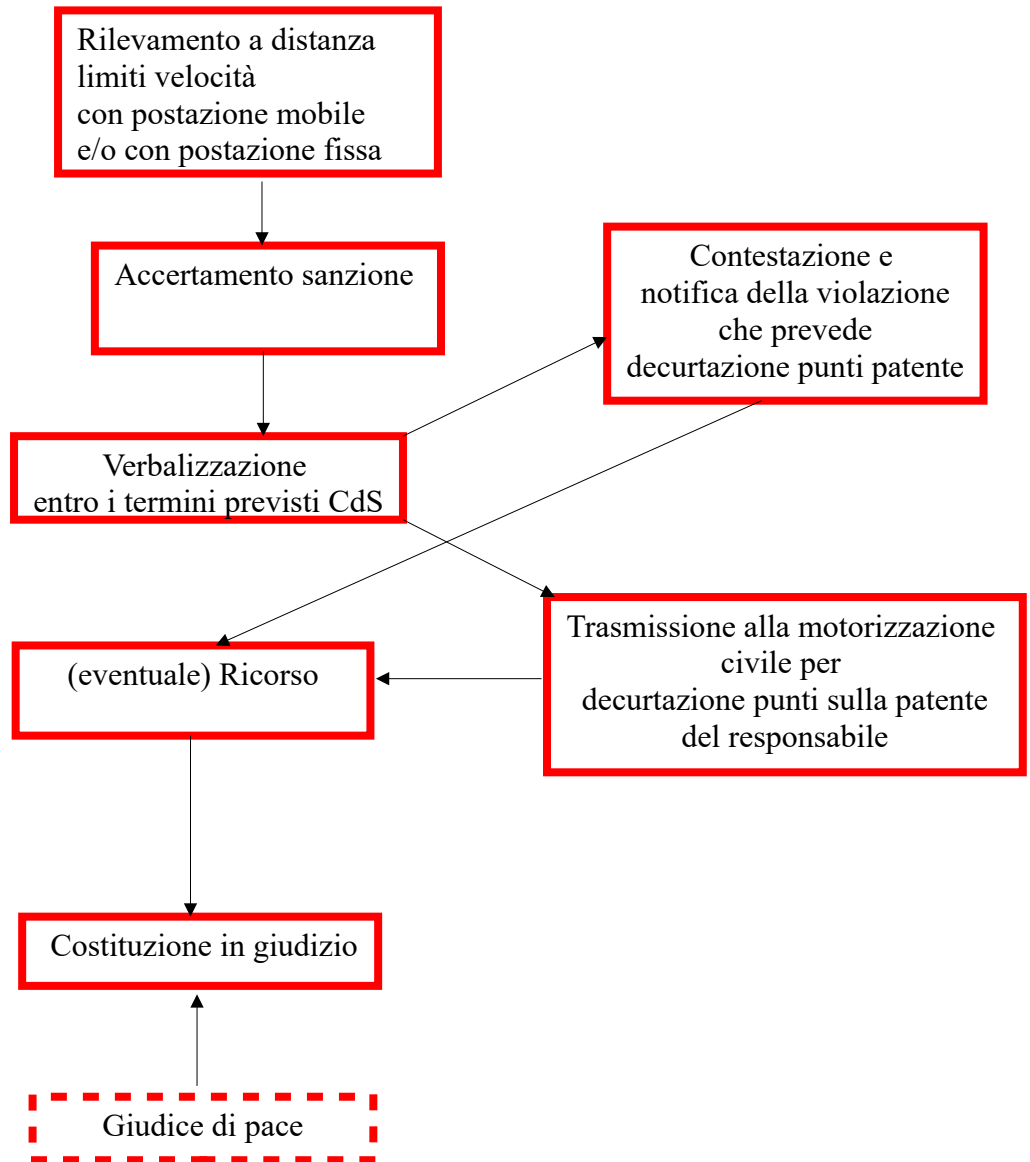 Rilevamento a distanza
limiti velocità
con postazione mobile
e/o con postazione fissa
Accertamento sanzione
Contestazione e
notifica della violazione
che prevede
decurtazione punti patente
Verbalizzazione
entro i termini previsti CdS
Trasmissione alla motorizzazione
civile per
decurtazione punti sulla patente
del responsabile
(eventuale) Ricorso
Costituzione in giudizio
Giudice di pace